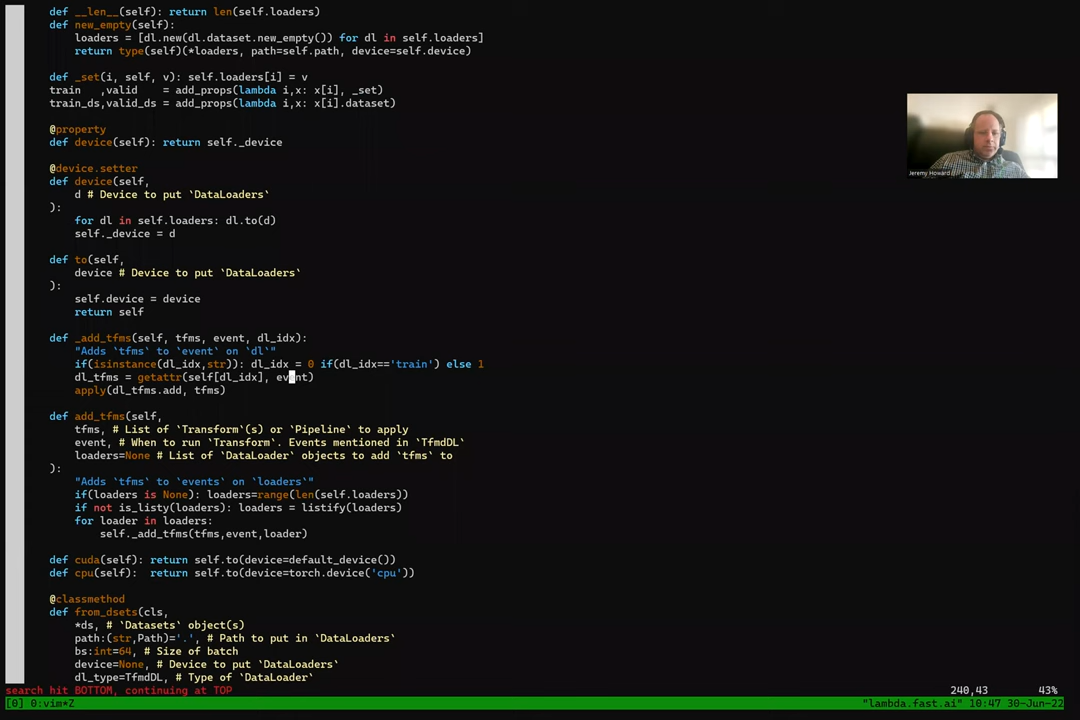 def __len__(self): return len(self.loaders)
def new_empty(self):
loaders = [dl.new(dl.dataset.new_empty()) for dl in self.loaders]
return type(self)(*loaders, path=self.path, device=self.device)
def _set(i, self, v): self.loaders[i] = v
train   ,valid    = add_props(lambda i,x: x[i], _set)
train_ds,valid_ds = add_props(lambda i,x: x[i].dataset)
@property
def device(self): return self._device
@device.setter
def device(self,
d # Device to put `DataLoaders`
):
for dl in self.loaders: dl.to(d)
self._device = d
def to(self,
device # Device to put `DataLoaders`
):
self.device = device
return self
def _add_tfms(self, tfms, event, dl_idx):
"Adds `tfms` to `event` on `dl`"
if(isinstance(dl_idx,str)): dl_idx = 0 if(dl_idx=='train') else 1
dl_tfms = getattr(self[dl_idx], event)
apply(dl_tfms.add, tfms)
def add_tfms(self,
tfms, # List of `Transform`(s) or `Pipeline` to apply
event, # When to run `Transform`. Events mentioned in `TfmdDL`
loaders=None # List of `DataLoader` objects to add `tfms` to
):
"Adds `tfms` to `events` on `loaders`"
if(loaders is None): loaders=range(len(self.loaders))
if not is_listy(loaders): loaders = listify(loaders)
for loader in loaders:
self._add_tfms(tfms,event,loader)
def cuda(self): return self.to(device=default_device())
def cpu(self):  return self.to(device=torch.device('cpu'))
@classmethod
def from_dsets(cls,
*ds, # `Datasets` object(s)
path:(str,Path)='.', # Path to put in `DataLoaders`
bs:int=64, # Size of batch
device=None, # Device to put `DataLoaders`
dl_type=TfmdDL, # Type of `DataLoader`
search hit BOTTOM, continuing at TOP 240,43 43%
[0] 0:vim*Z "lambda.fast.ai" 10:47 30-Jun-22
Jeremy Howard